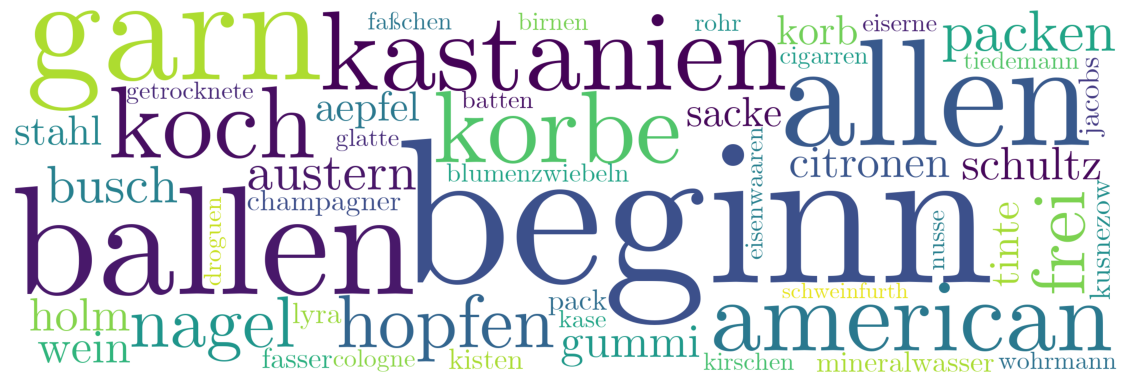 garn
kastanien
faßchen
birnen
rohr
korb
eiserne
packen
cigarren
tiedemann
allen
jacobs
getrocknete
koch
aepfel
batten
korbe
sacke
stahl
glatte
citronen
schultz
busch
austern
blumenzwiebeln
eisenwaaren
champagner
ballen
droguen
beginn
nusse
tinte
frei
kusnezow
schweinfurth
holm
nagel
lyra
hopfen
pack
kase
american
wein
fasser
cologne
kisten
gummi
kirschen
mineralwasser
wohrmann